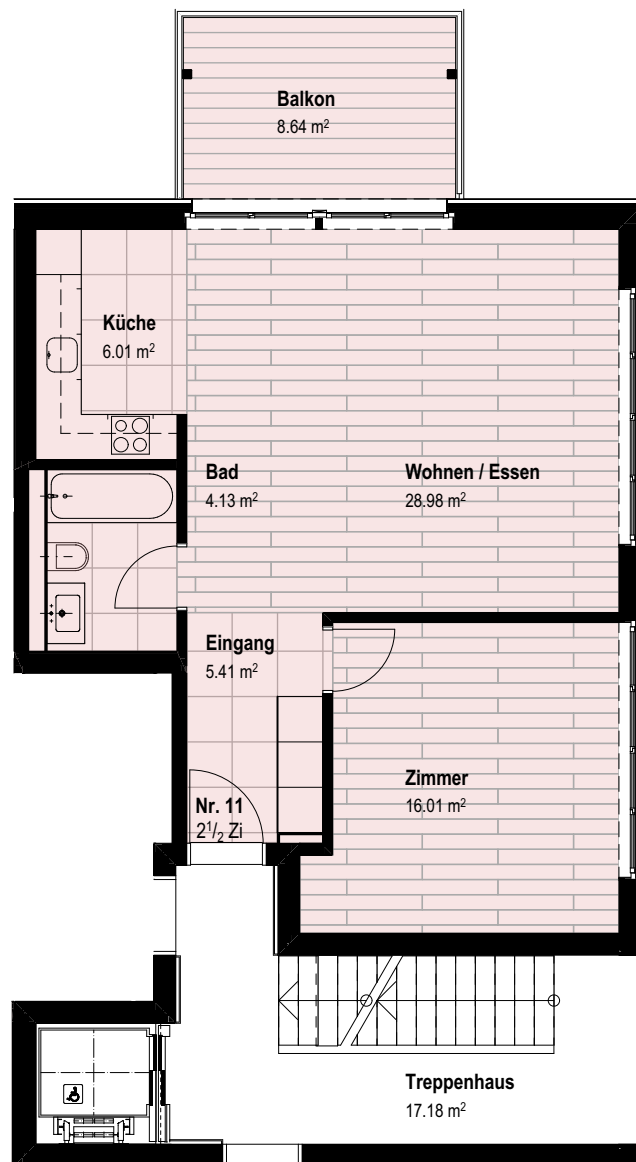 Balkon
8.64 m²
Küche
6.01 m²
Bad
4.13 m²
Wohnen / Essen
28.98 m²
Eingang
5.41 m²
Zimmer
16.01 m²
Nr. 11
2¹/₂ Zi
Treppenhaus
17.18 m²